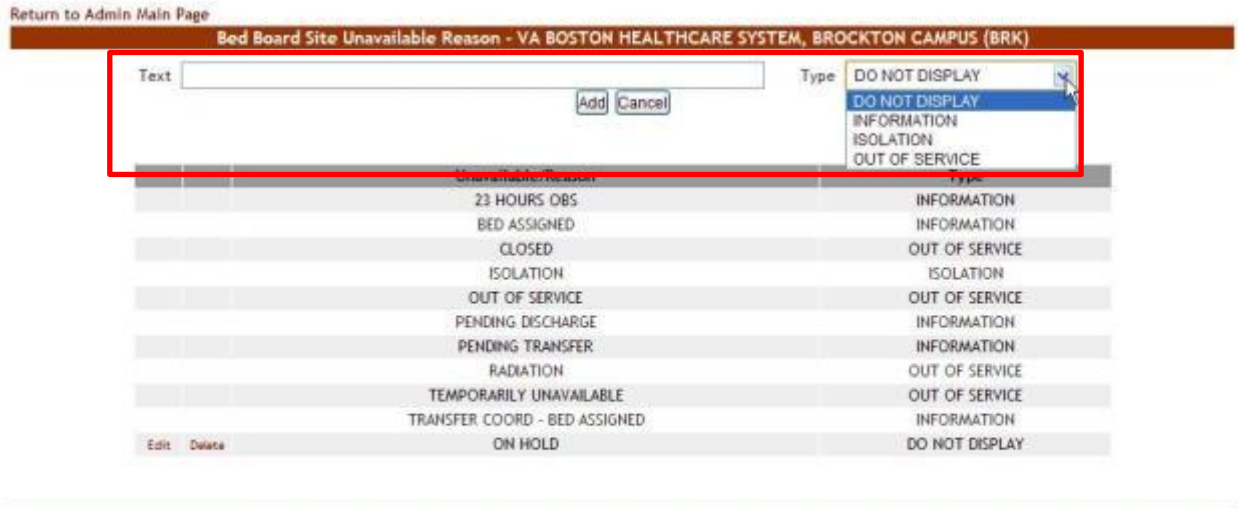 Return to Admin Main Page
Bed Board Site Unavailable Reason - VA BOSTON HEALTHCARE SYSTEM, BROCKTON CAMPUS (BRK)
Text Type DO NOT DISPLAY
Add Cancel DO NOT DISPLAY
INFORMATION
ISOLATION
OUT OF SERVICE
Unavailable/Reason Type
23 HOURS OBS INFORMATION
BED ASSIGNED INFORMATION
CLOSED OUT OF SERVICE
ISOLATION ISOLATION
OUT OF SERVICE OUT OF SERVICE
PENDING DISCHARGE INFORMATION
PENDING TRANSFER INFORMATION
RADIATION OUT OF SERVICE
TEMPORARILY UNAVAILABLE OUT OF SERVICE
TRANSFER COORD - BED ASSIGNED INFORMATION
Edit Delete ON HOLD DO NOT DISPLAY